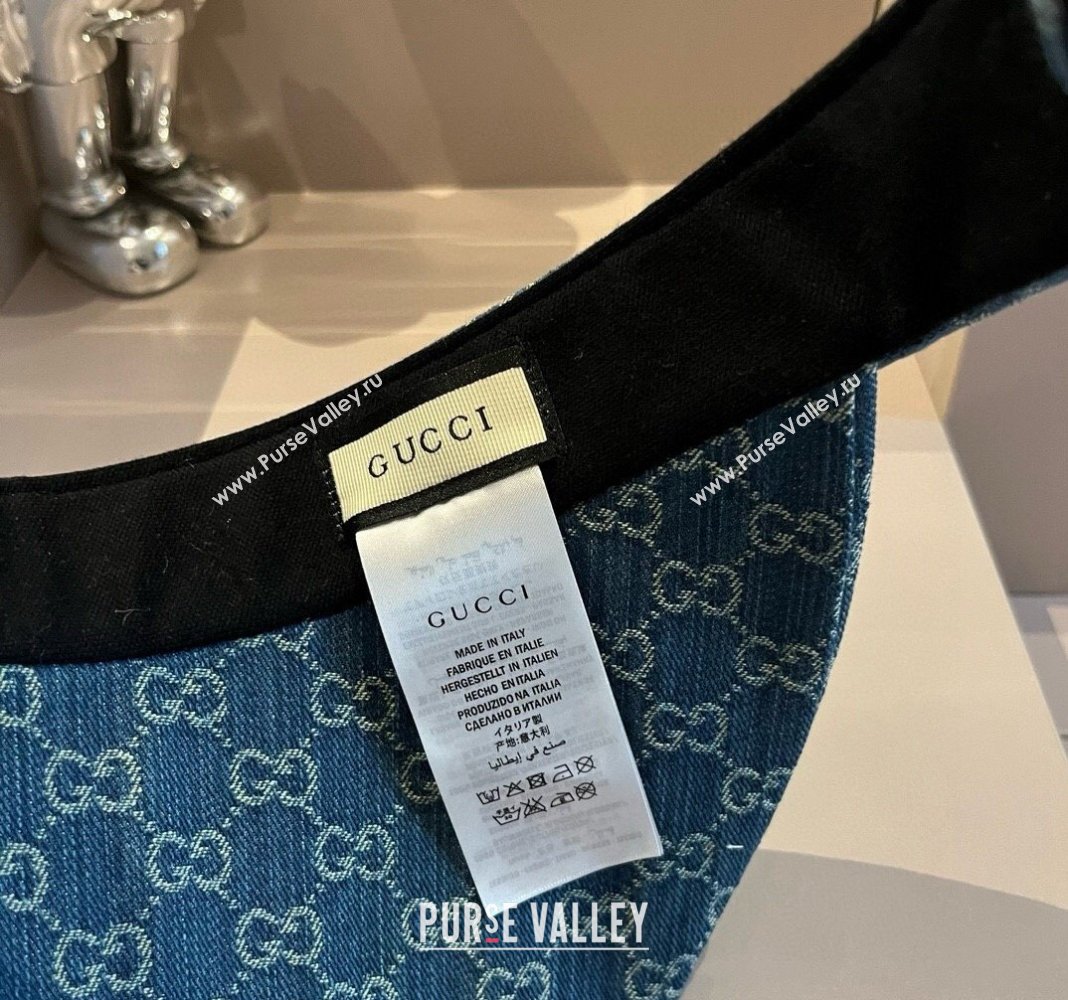 www.PurseValley.ru
www.PurseValley.ru
GUCCI
GUCCI
MADE IN ITALY
FABRIQUE EN ITALIE
HERGESTELLT IN ITALIEN
HECHO EN ITALIA
PRODUZIDO NA ITALIA
СДЕЛАНО В ИТАЛИИ
イタリア製
产地:意大利
صنع في إيطاليا
PURSE VALLEY